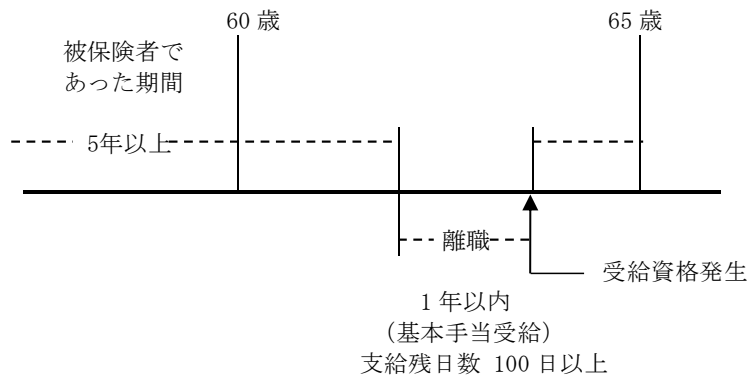 60 歳
65 歳
被保険者で
あった期間
5年以上
離職
受給資格発生
1 年以内
(基本手当受給)
支給残日数 100 日以上